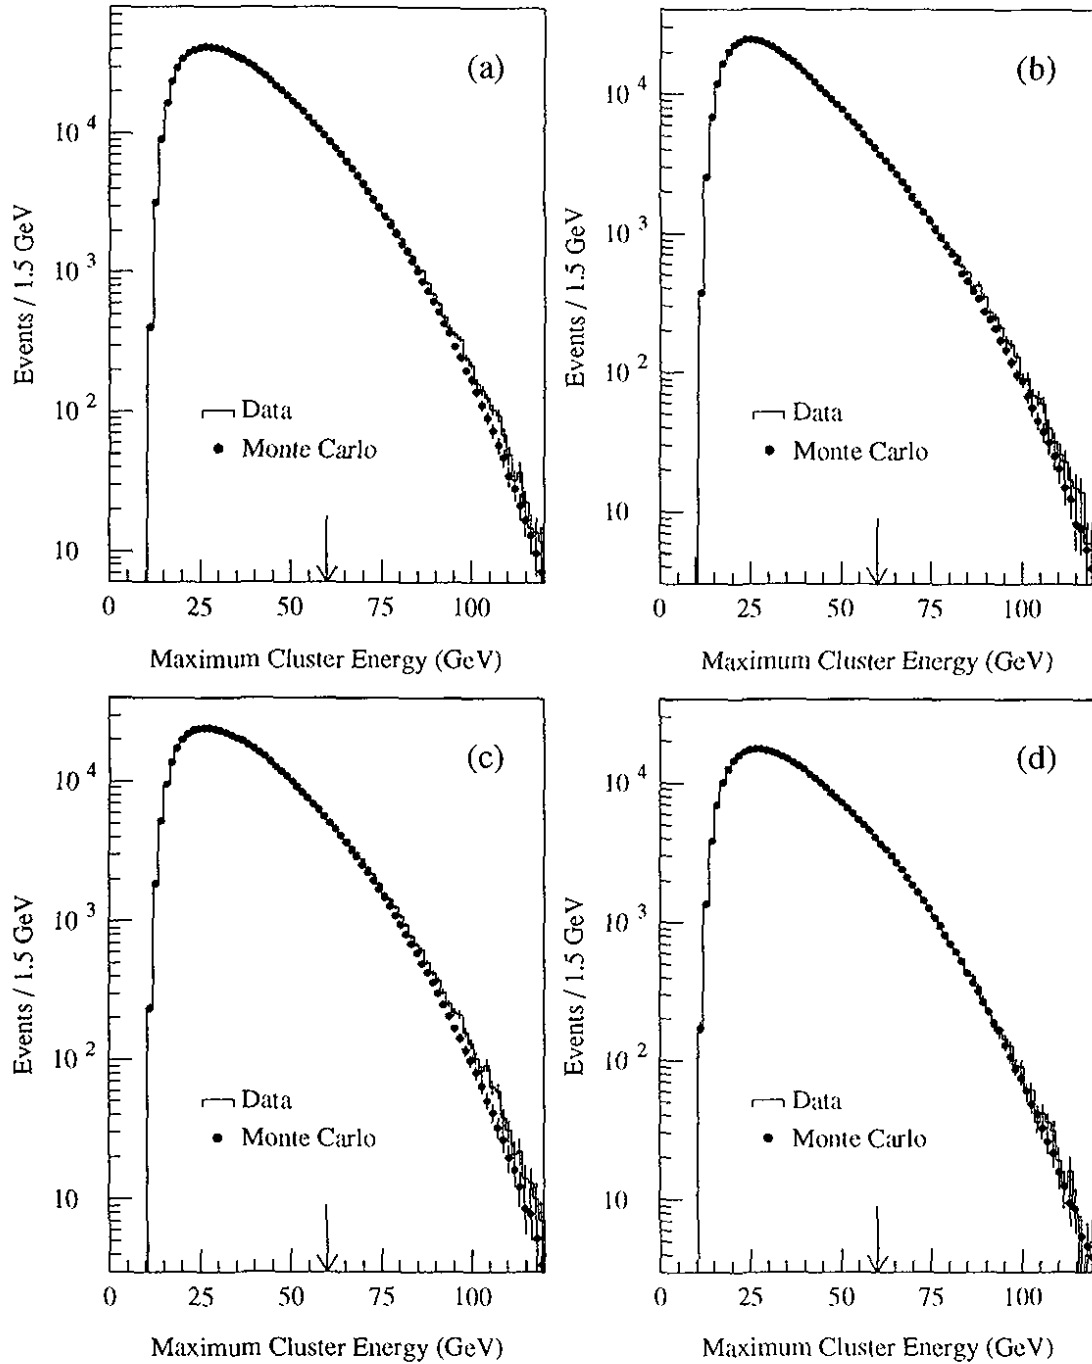 (a)
10 4
10 3
10 2
10
Events / 1.5 GeV
Data
Monte Carlo
0 25 50 75 100
Maximum Cluster Energy (GeV)
(b)
10 4
10 3
10 2
10
Events / 1.5 GeV
Data
Monte Carlo
0 25 50 75 100
Maximum Cluster Energy (GeV)
(c)
10 4
10 3
10 2
10
Events / 1.5 GeV
Data
Monte Carlo
0 25 50 75 100
Maximum Cluster Energy (GeV)
(d)
10 4
10 3
10 2
10
Events / 1.5 GeV
Data
Monte Carlo
0 25 50 75 100
Maximum Cluster Energy (GeV)